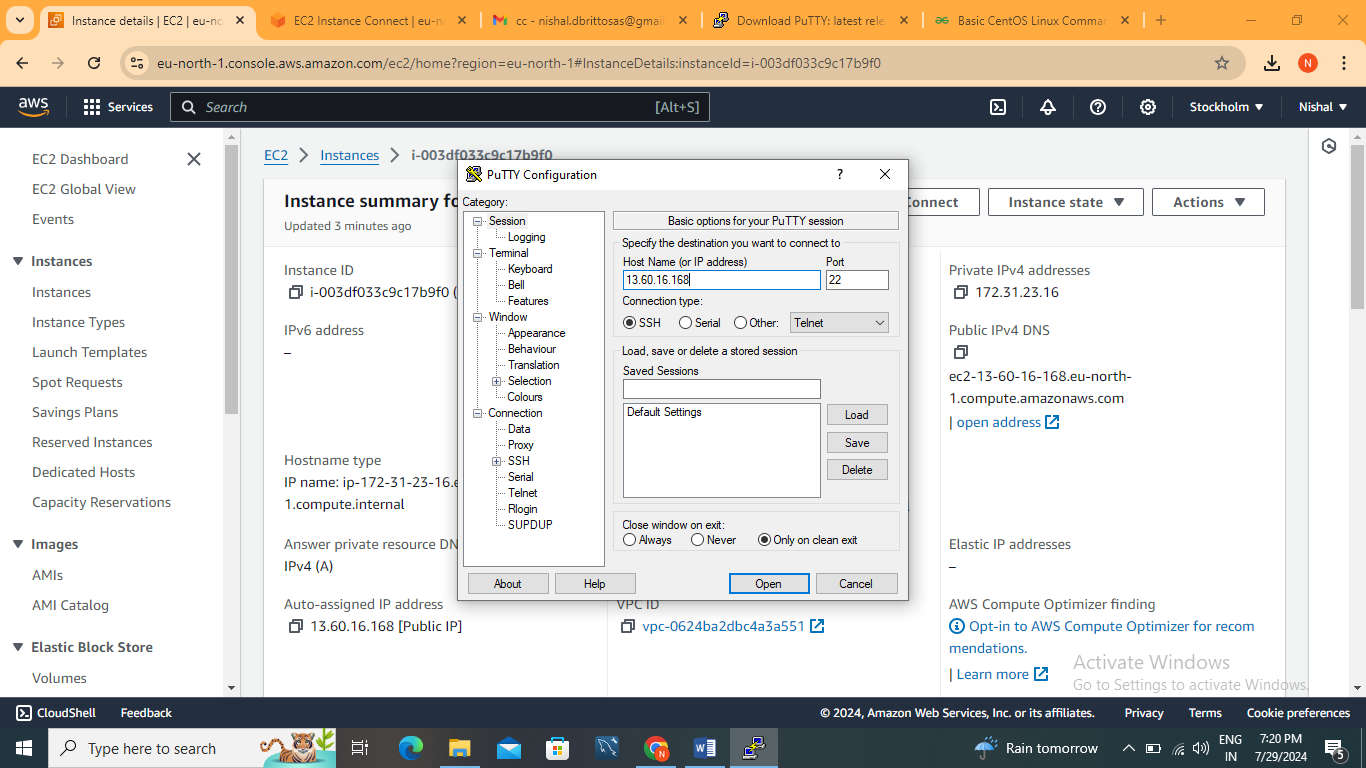 Instance details | EC2 | eu-no
EC2 Instance Connect | eu-n
cc - nishal.dbrittosas@gmail
Download PuTTY: latest rele
Basic CentOS Linux Comman
eu-north-1.console.aws.amazon.com/ec2/home?region=eu-north-1#InstanceDetails:instanceId=i-003df033c9c17b9f0
N
aws
Services
Search
[Alt+S]
Stockholm
Nishal
EC2 Dashboard
EC2 Global View
Events
Instances
Instances
Instance Types
Launch Templates
Spot Requests
Savings Plans
Reserved Instances
Dedicated Hosts
Capacity Reservations
Images
AMIs
AMI Catalog
Elastic Block Store
Volumes
EC2
Instances
i-003df033c9c17b9f0
Instance summary fo
Updated 3 minutes ago
Connect
Instance state
Actions
Instance ID
i-003df033c9c17b9f0 (
IPv6 address
–
Hostname type
IP name: ip-172-31-23-16.e
1.compute.internal
Answer private resource DN
IPv4 (A)
Auto-assigned IP address
13.60.16.168 [Public IP]
VPC ID
vpc-0624ba2dbc4a3a551
Private IPv4 addresses
172.31.23.16
Public IPv4 DNS
ec2-13-60-16-168.eu-north-
1.compute.amazonaws.com
| open address
Elastic IP addresses
–
AWS Compute Optimizer finding
Opt-in to AWS Compute Optimizer for recom
mendations.
| Learn more
PuTTY Configuration
?
Category:
Session
Logging
Terminal
Keyboard
Bell
Features
Window
Appearance
Behaviour
Translation
Selection
Colours
Connection
Data
Proxy
SSH
Serial
Telnet
Rlogin
SUPDUP
Basic options for your PuTTY session
Specify the destination you want to connect to
Host Name (or IP address)
Port
13.60.16.168
22
Connection type:
SSH
Serial
Other:
Telnet
Load, save or delete a stored session
Saved Sessions
Default Settings
Load
Save
Delete
Close window on exit:
Always
Never
Only on clean exit
About
Help
Open
Cancel
Activate Windows
Go to Settings to activate Windows.
CloudShell
Feedback
© 2024, Amazon Web Services, Inc. or its affiliates.
Privacy
Terms
Cookie preferences
Type here to search
Rain tomorrow
ENG
IN
7:20 PM
7/29/2024
5